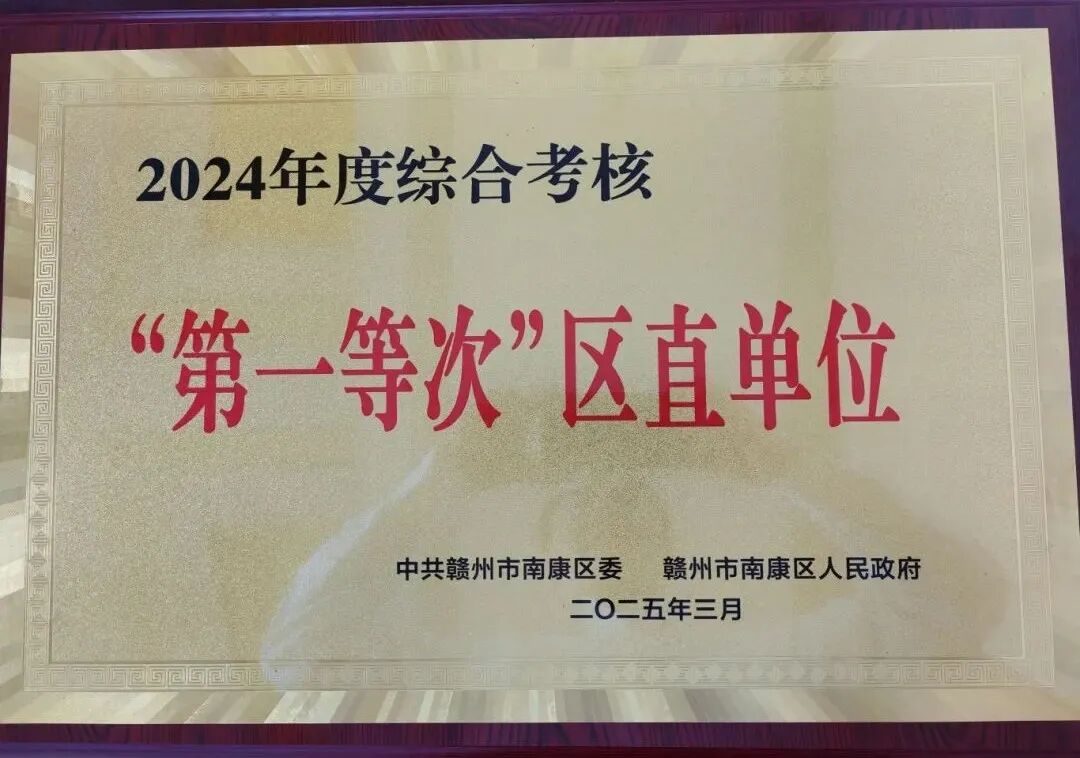 2024年度综合考核
“第一等次”区直单位
中共赣州市南康区委 赣州市南康区人民政府
二〇二五年三月